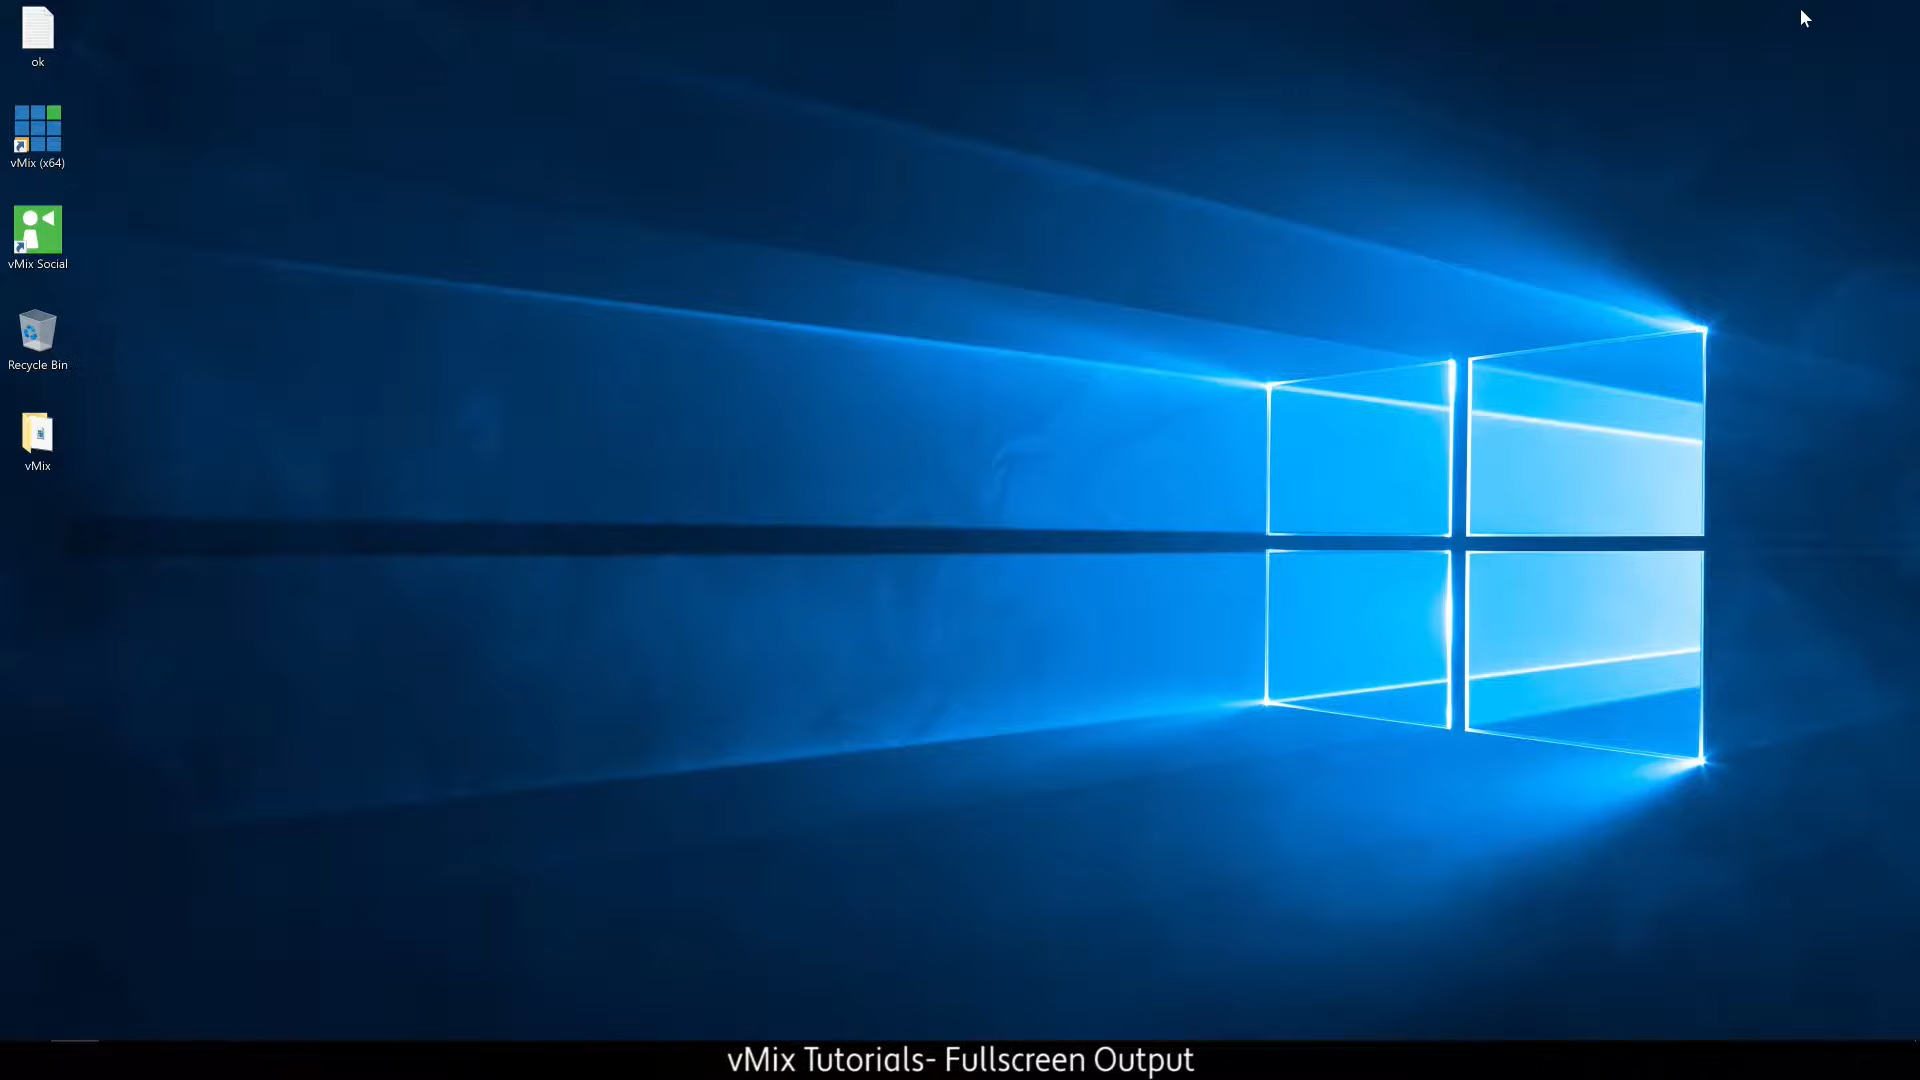 ok
vMix (x64)
vMix Social
Recycle Bin
vMix
vMix Tutorials- Fullscreen Output